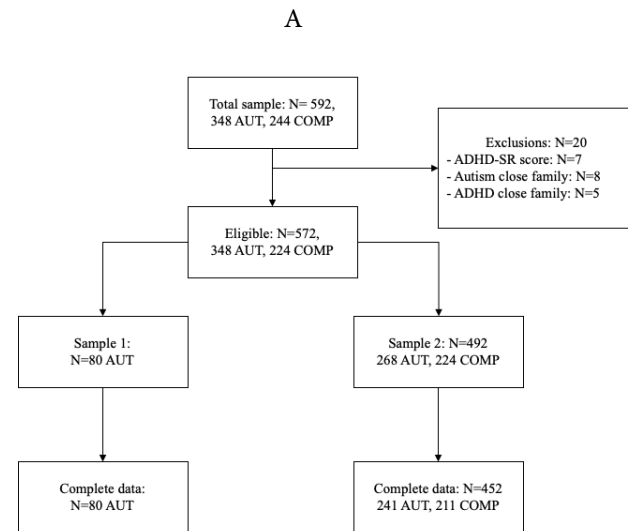 A
Total sample: N= 592,
348 AUT, 244 COMP
Exclusions: N=20
- ADHD-SR score: N=7
- Autism close family: N=8
- ADHD close family: N=5
Eligible: N=572,
348 AUT, 224 COMP
Sample 1:
N=80 AUT
Sample 2: N=492
268 AUT, 224 COMP
Complete data:
N=80 AUT
Complete data: N=452
241 AUT, 211 COMP